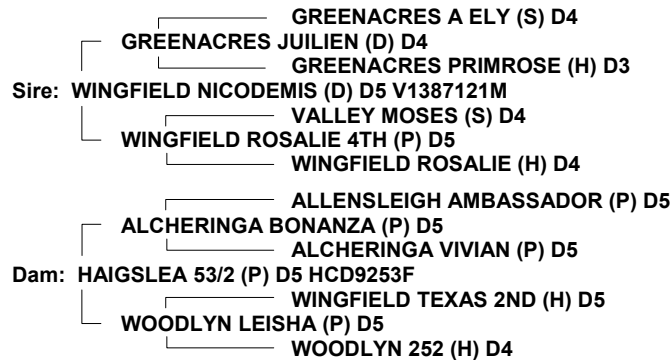 GREENACRES A ELY (S) D4
GREENACRES JUILIEN (D) D4
GREENACRES PRIMROSE (H) D3
Sire: WINGFIELD NICODEMIS (D) D5 V1387121M
VALLEY MOSES (S) D4
WINGFIELD ROSALIE 4TH (P) D5
WINGFIELD ROSALIE (H) D4
ALLENSLEIGH AMBASSADOR (P) D5
ALCHERINGA BONANZA (P) D5
ALCHERINGA VIVIAN (P) D5
Dam: HAIGSLEA 53/2 (P) D5 HCD9253F
WINGFIELD TEXAS 2ND (H) D5
WOODLYN LEISHA (P) D5
WOODLYN 252 (H) D4